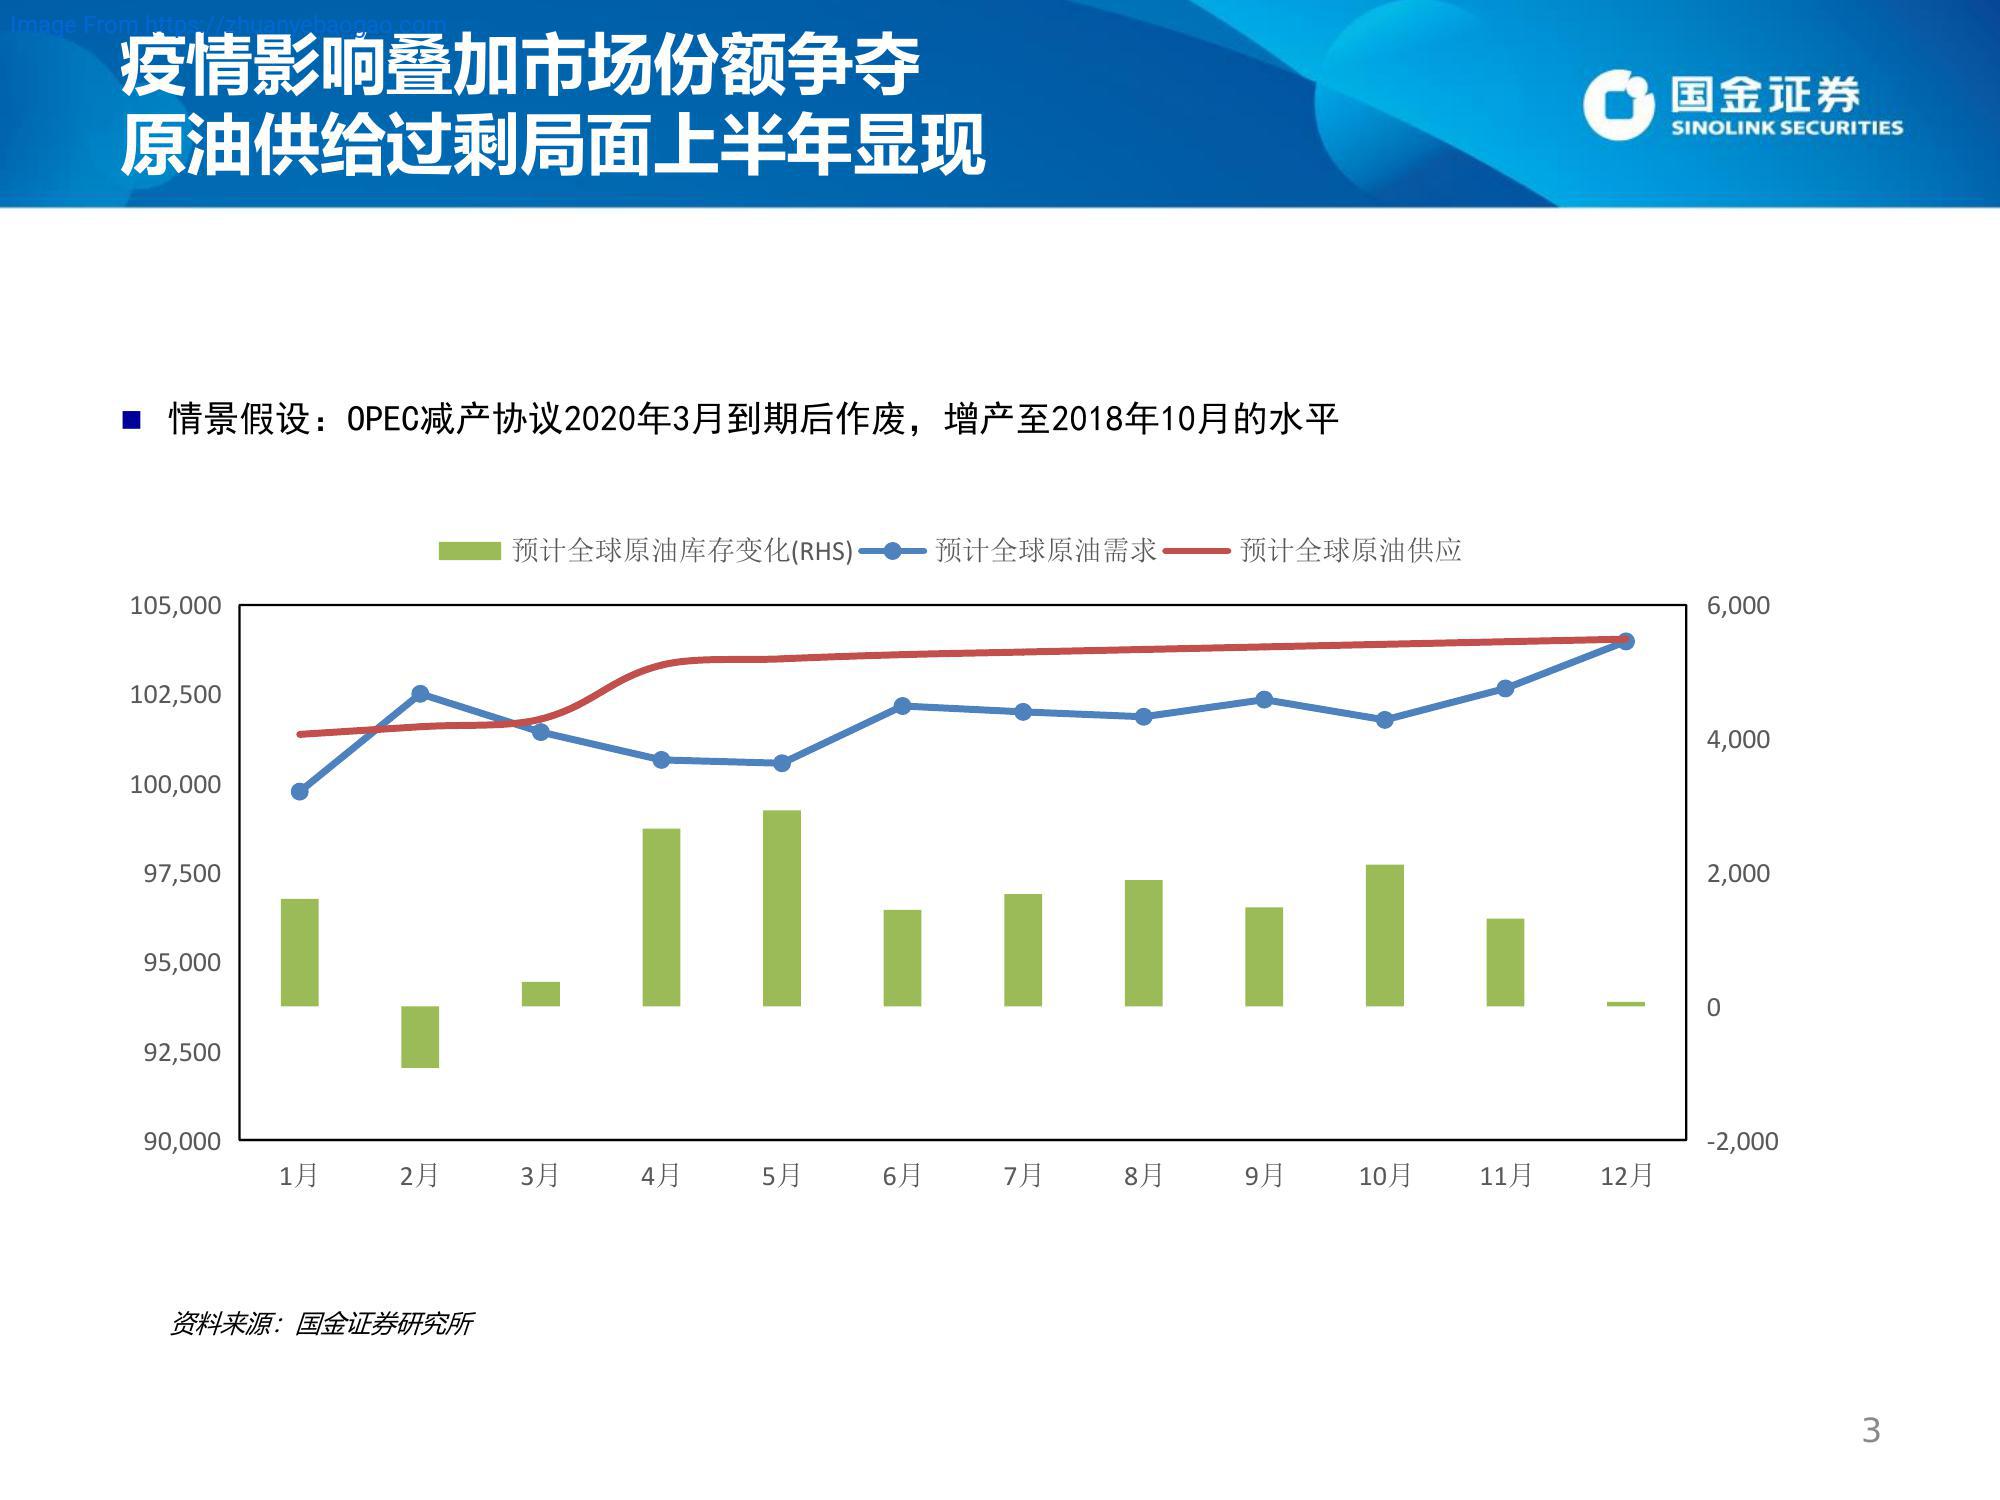 Image From https://zhuanyebaogao.com
疫情影响叠加市场份额争夺
原油供给过剩局面上半年显现
国金证券
SINOLINK SECURITIES
情景假设：OPEC减产协议2020年3月到期后作废，增产至2018年10月的水平
预计全球原油库存变化(RHS) 预计全球原油需求 预计全球原油供应
105,000 6,000
102,500
4,000
100,000
97,500 2,000
95,000
0
92,500
90,000 -2,000
1月 2月 3月 4月 5月 6月 7月 8月 9月 10月 11月 12月
资料来源：国金证券研究所
3